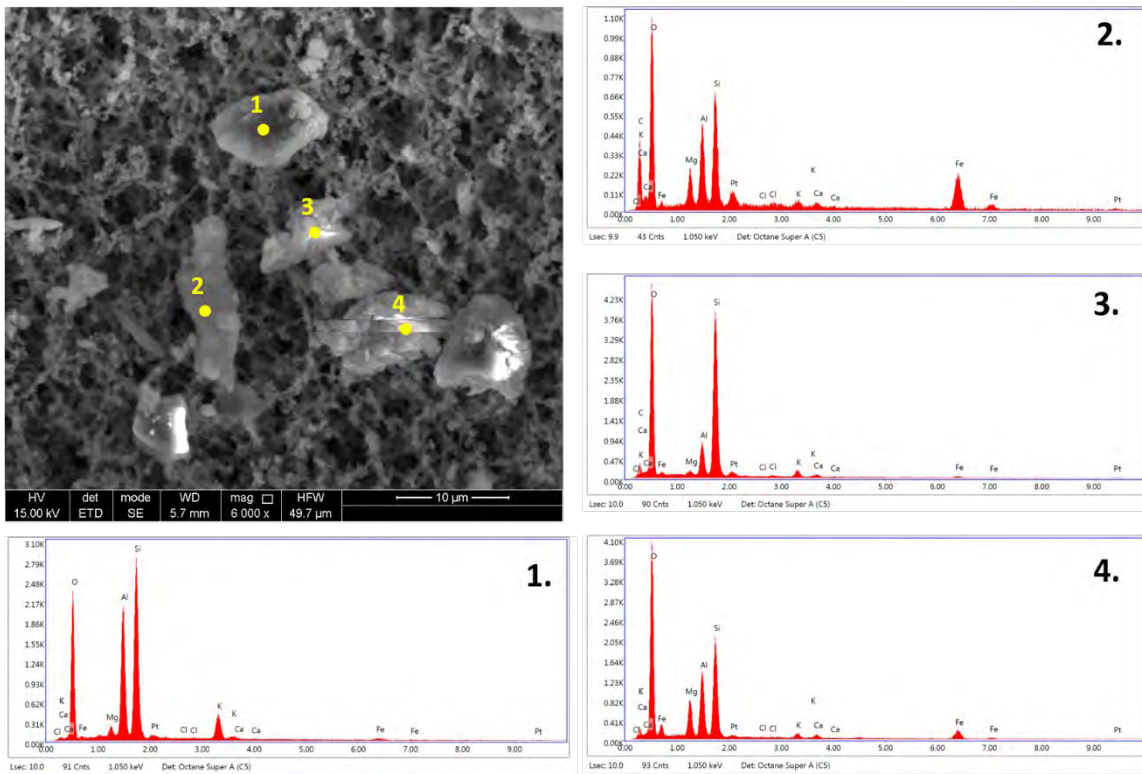 1
3
2
4
HV det mode WD mag □ HFW 10 µm
15.00 kV ETD SE 5.7 mm 6 000 x 49.7 µm
2.
1.10K
0.99K
0.88K
0.77K
0.66K
0.55K
0.44K
0.33K
0.22K
0.11K
0.00K
O
Si
C
K
Al
Ca
K
Mg
Fe
Ca
Pt
Cl Cl
K
Ca
Ca
Fe
Cl
Fe
Pt
0.00 1.00 2.00 3.00 4.00 5.00 6.00 7.00 8.00 9.00
Lsec: 9.9 43 Cnts 1.050 keV Det: Octane Super A (C5)
3.
4.23K
3.76K
3.29K
2.82K
2.35K
1.88K
1.41K
0.94K
0.47K
0.00K
O
Si
C
Ca
Al
K
K
Ca
Cl
Fe
Mg
Pt
Cl Cl
K
Ca
Ca
Fe
Fe
Pt
0.00 1.00 2.00 3.00 4.00 5.00 6.00 7.00 8.00 9.00
Lsec: 10.0 90 Cnts 1.050 keV Det: Octane Super A (C5)
1.
3.10K
2.79K
2.48K
2.17K
1.86K
1.55K
1.24K
0.93K
0.62K
0.31K
0.00K
Si
O
Al
K
Ca
K
K
Mg
Cl
Ca
Fe
Pt
Cl Cl
Ca
Ca
Fe
Fe
Pt
0.00 1.00 2.00 3.00 4.00 5.00 6.00 7.00 8.00 9.00
Lsec: 10.0 91 Cnts 1.050 keV Det: Octane Super A (C5)
4.
4.10K
3.69K
3.28K
2.87K
2.46K
2.05K
1.64K
1.23K
0.82K
0.41K
0.00K
O
Si
Al
K
K
Ca
Mg
Ca
Cl
Fe
Pt
Cl Cl
K
Ca
Ca
Fe
Fe
Pt
0.00 1.00 2.00 3.00 4.00 5.00 6.00 7.00 8.00 9.00
Lsec: 10.0 93 Cnts 1.050 keV Det: Octane Super A (C5)